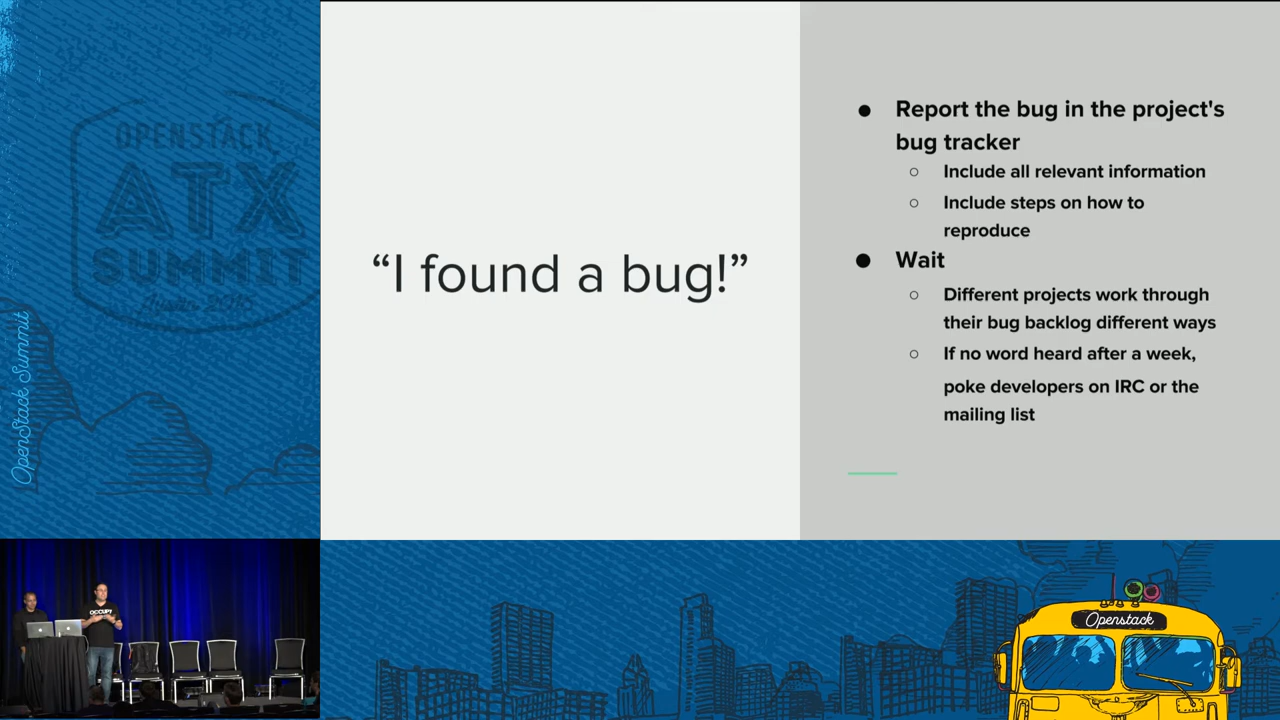 OPENSTACK
ATX
SUMMIT
Austin
OpenStack Summit
“I found a bug!”
● Report the bug in the project's
bug tracker
○ Include all relevant information
○ Include steps on how to
reproduce
● Wait
○ Different projects work through
their bug backlog different ways
○ If no word heard after a week,
poke developers on IRC or the
mailing list
OCCUPY
Openstack